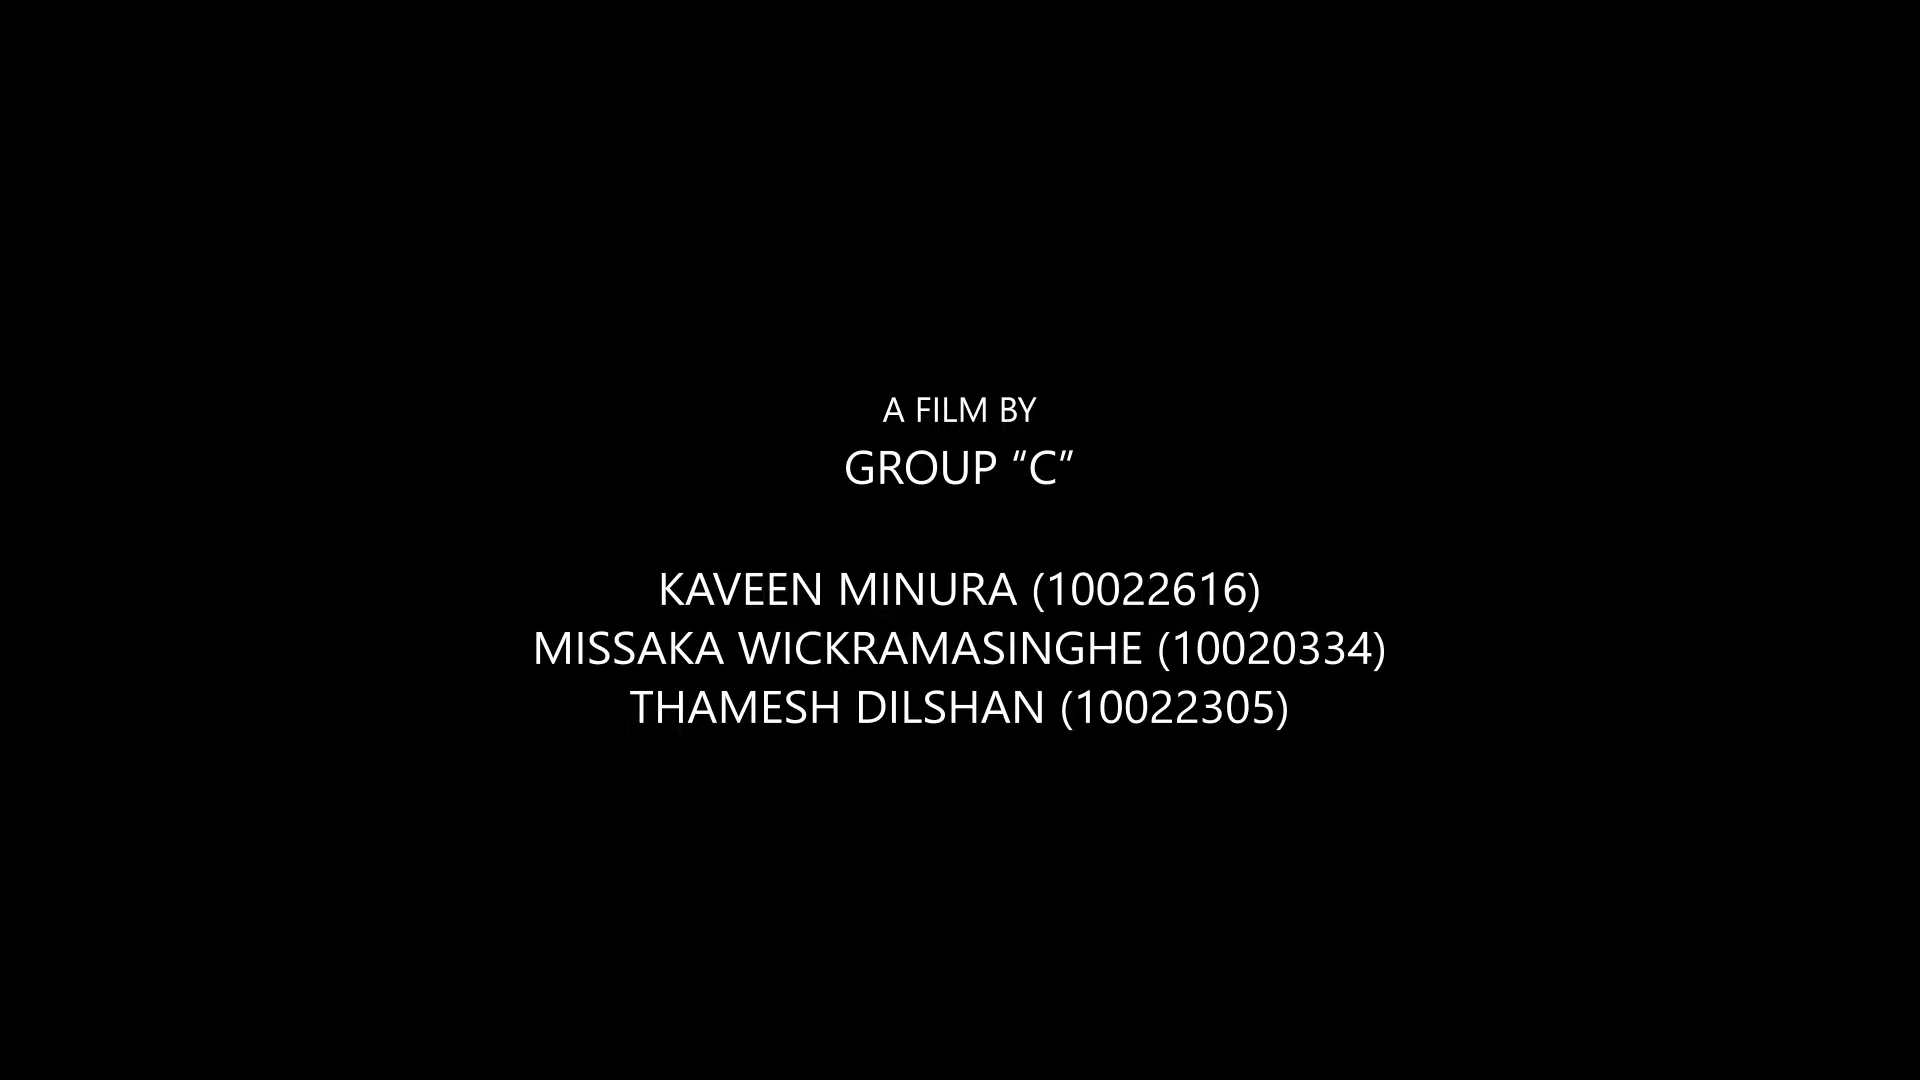 A FILM BY
GROUP “C”
KAVEEN MINURA (10022616)
MISSAKA WICKRAMASINGHE (10020334)
THAMESH DILSHAN (10022305)